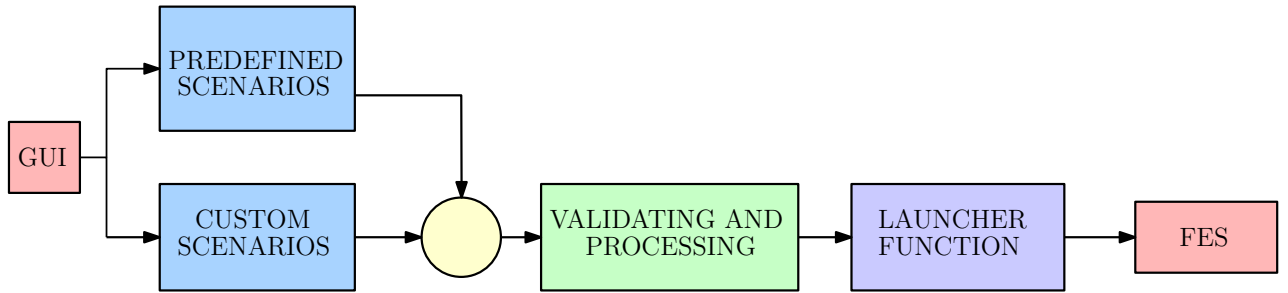 GUI
PREDEFINED
SCENARIOS
CUSTOM
SCENARIOS
VALIDATING AND
PROCESSING
LAUNCHER
FUNCTION
FES